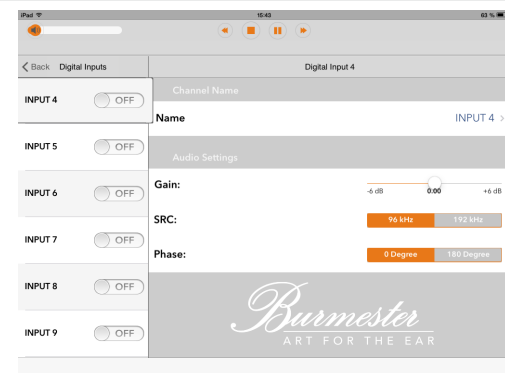 iPad 15:43 63 %
Back Digital Inputs Digital Input 4
INPUT 4 OFF
INPUT 5 OFF
INPUT 6 OFF
INPUT 7 OFF
INPUT 8 OFF
INPUT 9 OFF
Channel Name
Name INPUT 4
Audio Settings
Gain: -6 dB 0.00 +6 dB
SRC: 96 kHz 192 kHz
Phase: 0 Degree 180 Degree
Burmester
ART FOR THE EAR